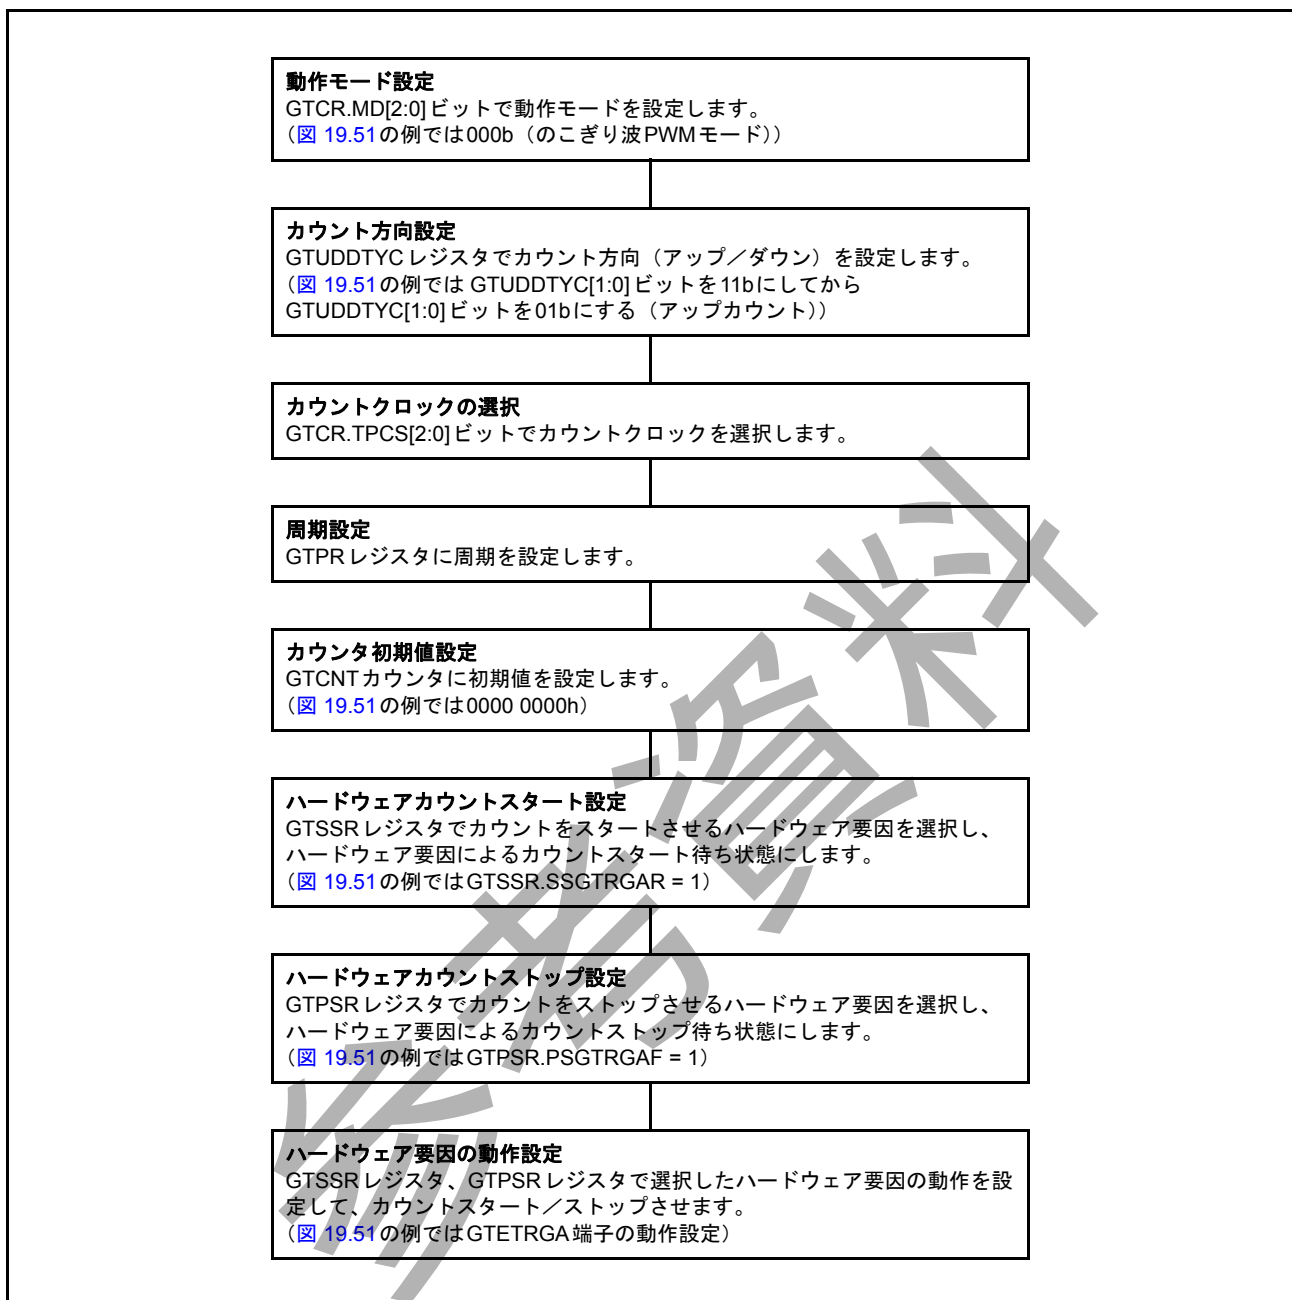 動作モード設定
GTCR.MD[2:0]ビットで動作モードを設定します。
（図 19.51の例では000b（のこぎり波PWMモード））
カウント方向設定
GTUDDTYCレジスタでカウント方向（アップ／ダウン）を設定します。
（図 19.51の例では GTUDDTYC[1:0]ビットを11bにしてから
GTUDDTYC[1:0]ビットを01bにする（アップカウント））
カウントクロックの選択
GTCR.TPCS[2:0]ビットでカウントクロックを選択します。
周期設定
GTPRレジスタに周期を設定します。
カウンタ初期値設定
GTCNTカウンタに初期値を設定します。
（図 19.51の例では0000 0000h）
ハードウェアカウントスタート設定
GTSSRレジスタでカウントをスタートさせるハードウェア要因を選択し、
ハードウェア要因によるカウントスタート待ち状態にします。
（図 19.51の例ではGTSSR.SSGTRGAR = 1）
ハードウェアカウントストップ設定
GTPSRレジスタでカウントをストップさせるハードウェア要因を選択し、
ハードウェア要因によるカウントストップ待ち状態にします。
（図 19.51の例ではGTPSR.PSGTRGAF = 1）
ハードウェア要因の動作設定
GTSSRレジスタ、GTPSRレジスタで選択したハードウェア要因の動作を設
定して、カウントスタート／ストップさせます。
（図 19.51の例ではGTETRGA端子の動作設定）
参考資料